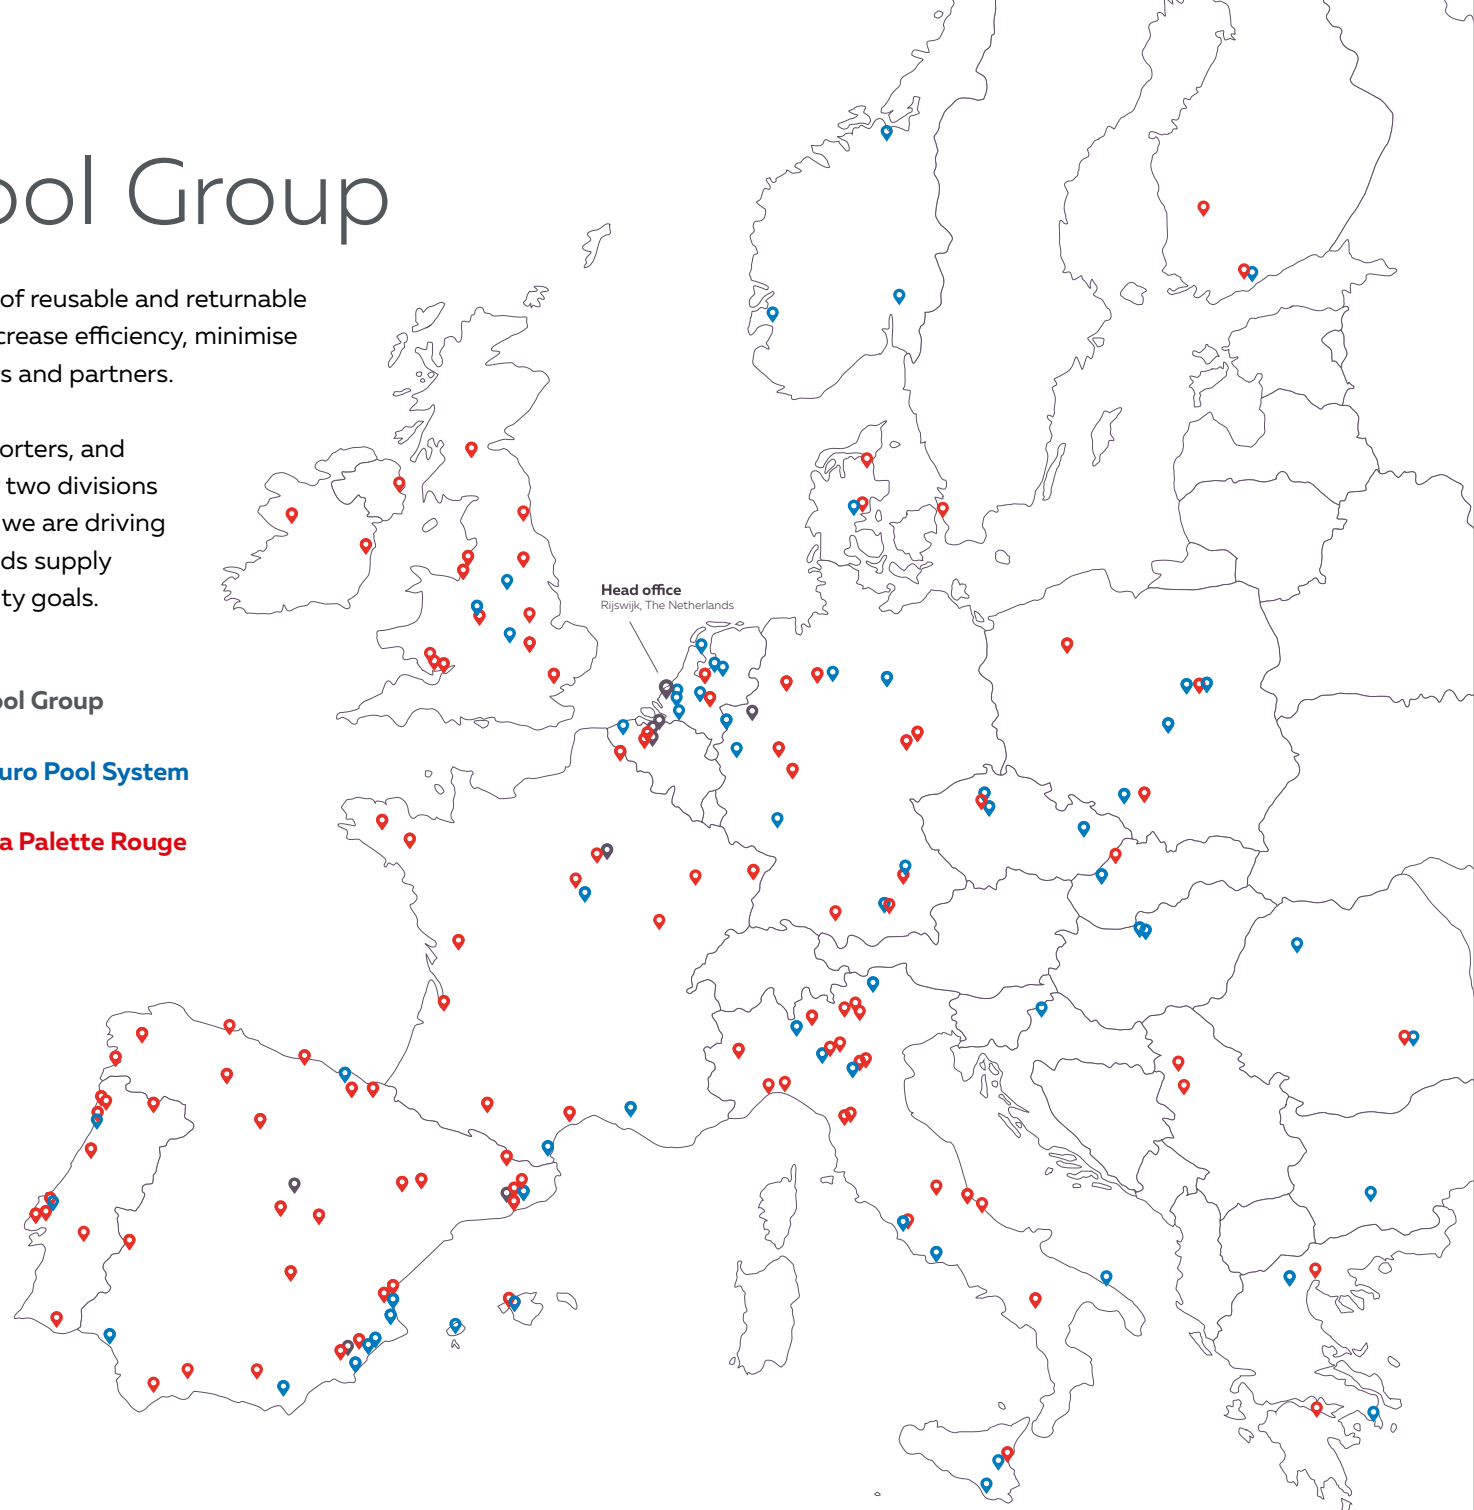 ool Group
of reusable and returnable
crease efficiency, minimise
s and partners.
orters, and
two divisions
we are driving
ds supply
ty goals.
ool Group
uro Pool System
a Palette Rouge
Head office
Rijswijk, The Netherlands